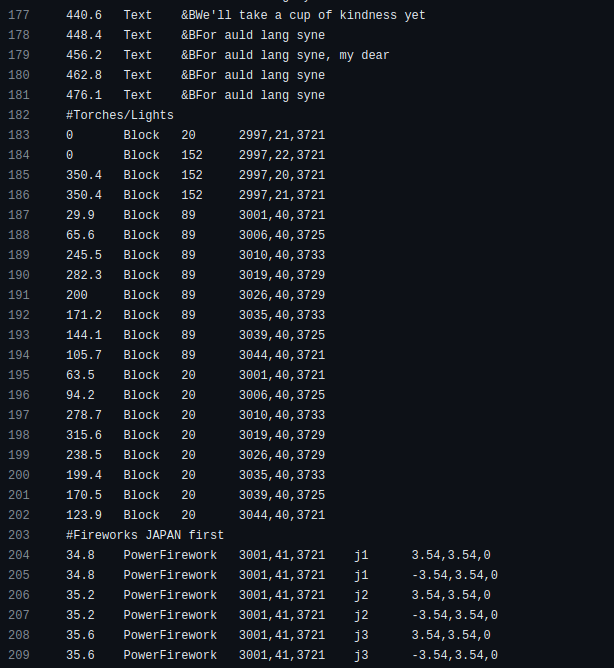 177 440.6 Text &BWe'll take a cup of kindness yet
178 448.4 Text &BFor auld lang syne
179 456.2 Text &BFor auld lang syne, my dear
180 462.8 Text &BFor auld lang syne
181 476.1 Text &BFor auld lang syne
182 #Torches/Lights
183 0 Block 20 2997,21,3721
184 0 Block 152 2997,22,3721
185 350.4 Block 152 2997,20,3721
186 350.4 Block 152 2997,21,3721
187 29.9 Block 89 3001,40,3721
188 65.6 Block 89 3006,40,3725
189 245.5 Block 89 3010,40,3733
190 282.3 Block 89 3019,40,3729
191 200 Block 89 3026,40,3729
192 171.2 Block 89 3035,40,3733
193 144.1 Block 89 3039,40,3725
194 105.7 Block 89 3044,40,3721
195 63.5 Block 20 3001,40,3721
196 94.2 Block 20 3006,40,3725
197 278.7 Block 20 3010,40,3733
198 315.6 Block 20 3019,40,3729
199 238.5 Block 20 3026,40,3729
200 199.4 Block 20 3035,40,3733
201 170.5 Block 20 3039,40,3725
202 123.9 Block 20 3044,40,3721
203 #Fireworks JAPAN first
204 34.8 PowerFirework 3001,41,3721 j1 3.54,3.54,0
205 34.8 PowerFirework 3001,41,3721 j1 -3.54,3.54,0
206 35.2 PowerFirework 3001,41,3721 j2 3.54,3.54,0
207 35.2 PowerFirework 3001,41,3721 j2 -3.54,3.54,0
208 35.6 PowerFirework 3001,41,3721 j3 3.54,3.54,0
209 35.6 PowerFirework 3001,41,3721 j3 -3.54,3.54,0